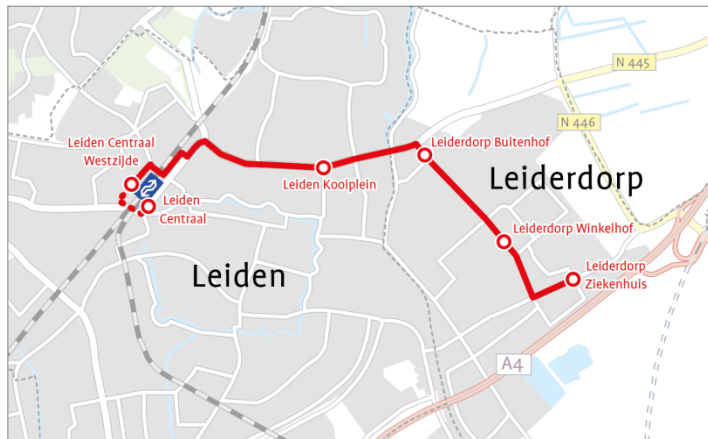 N 445
N 446
Leiden Centraal
Westzijde
Leiderdorp Buitenhof
Leiden Kooiplein
Leiderdorp
Leiden
Centraal
Leiderdorp Winkelhof
Leiden
Leiderdorp
Ziekenhuis
A4